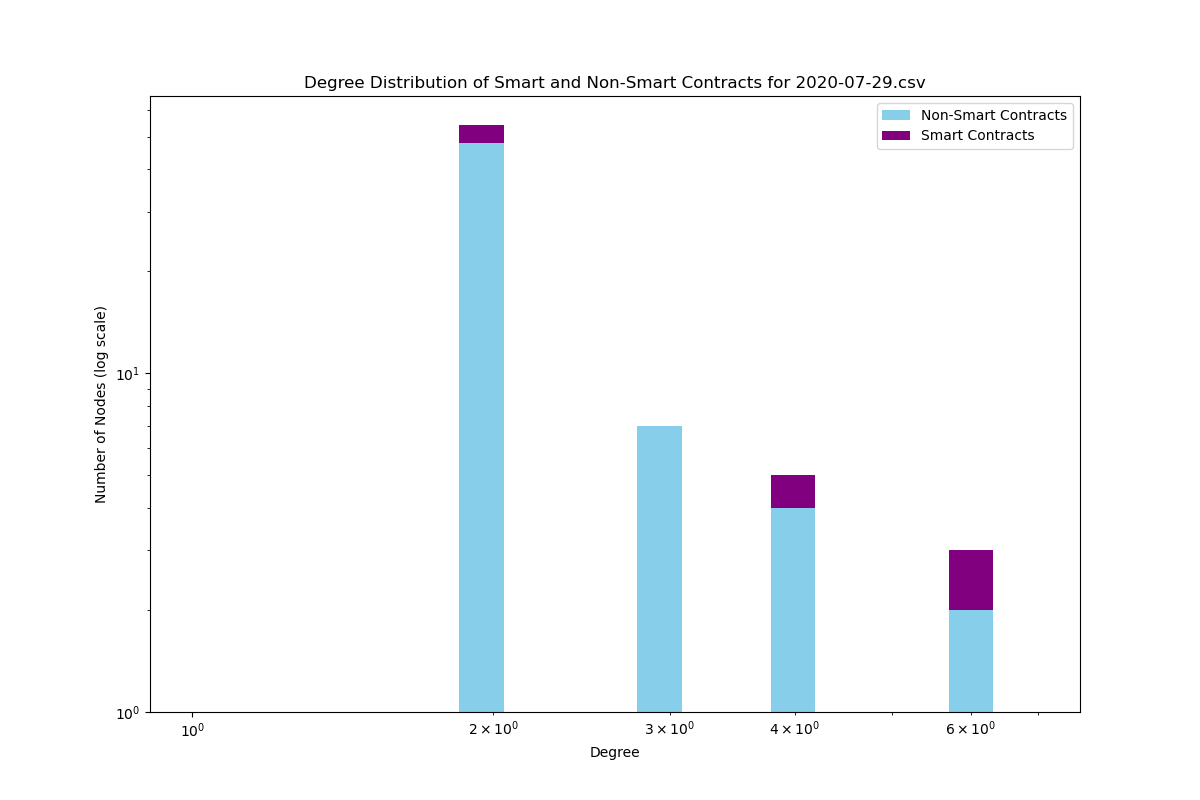 Degree Distribution of Smart and Non-Smart Contracts for 2020-07-29.csv
Non-Smart Contracts
Smart Contracts
Number of Nodes (log scale)
10¹
10⁰
10⁰
2 × 10⁰
3 × 10⁰
4 × 10⁰
6 × 10⁰
Degree